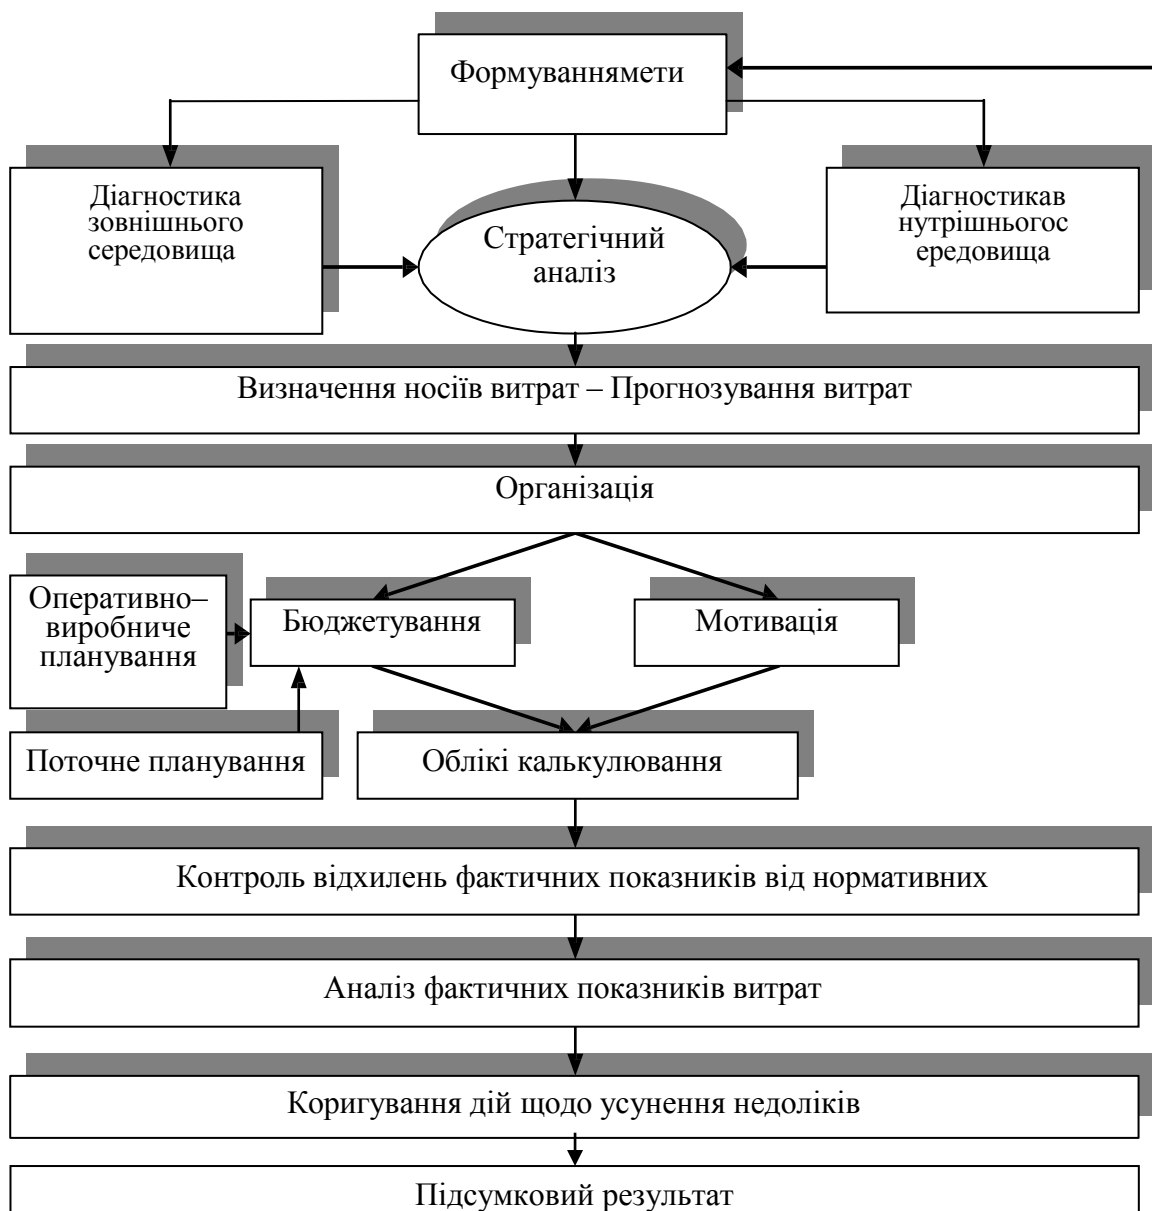 Формуваннямети
Діагностика
зовнішнього
середовища
Стратегічний
аналіз
Діагностикав
нутрішньогос
ередовища
Визначення носіїв витрат – Прогнозування витрат
Організація
Оперативно–
виробниче
планування
Бюджетування
Мотивація
Поточне планування
Облікі калькулювання
Контроль відхилень фактичних показників від нормативних
Аналіз фактичних показників витрат
Коригування дій щодо усунення недоліків
Підсумковий результат